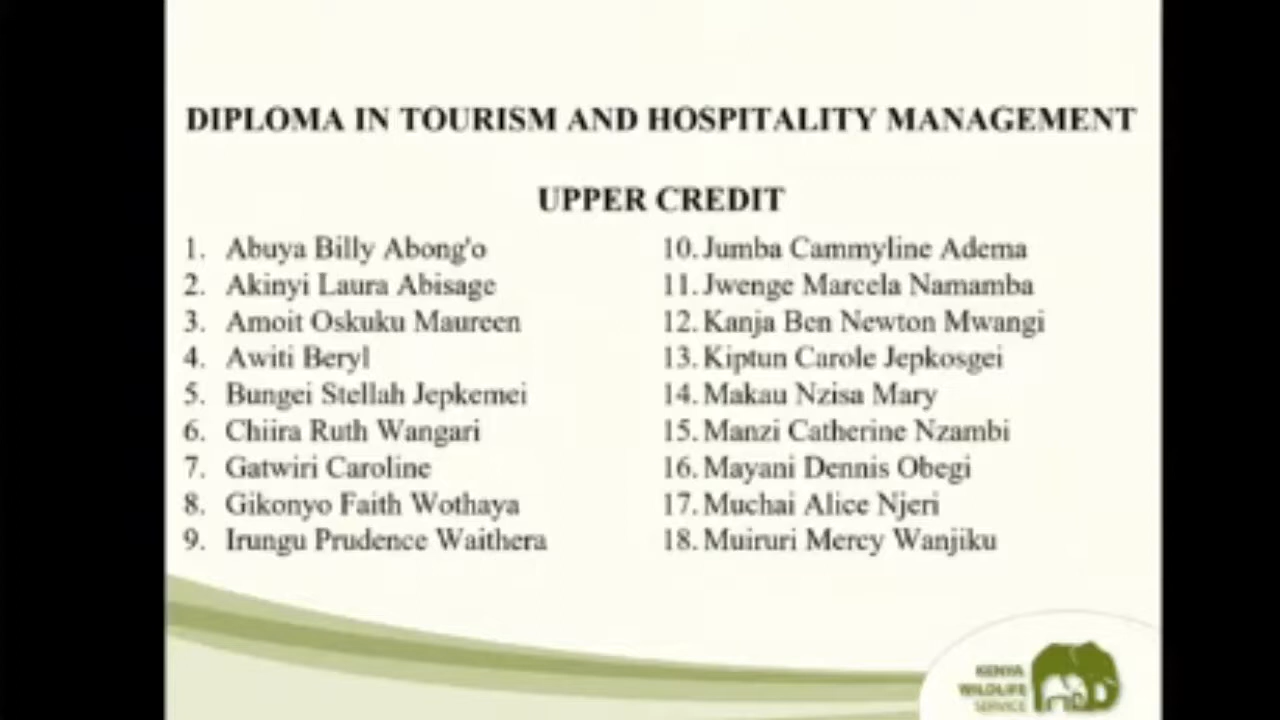 DIPLOMA IN TOURISM AND HOSPITALITY MANAGEMENT
UPPER CREDIT
1. Abuya Billy Abong'o
2. Akinyi Laura Abisage
3. Amoit Oskuku Maureen
4. Awiti Beryl
5. Bungei Stellah Jepkemei
6. Chiira Ruth Wangari
7. Gatwiri Caroline
8. Gikonyo Faith Wothaya
9. Irungu Prudence Waithera
10. Jumba Cammyline Adema
11. Jwenge Marcela Namamba
12. Kanja Ben Newton Mwangi
13. Kiptun Carole Jepkosgei
14. Makau Nzisa Mary
15. Manzi Catherine Nzambi
16. Mayani Dennis Obegi
17. Muchai Alice Njeri
18. Muiruri Mercy Wanjiku
KENYA
WILDLIFE
SERVICE